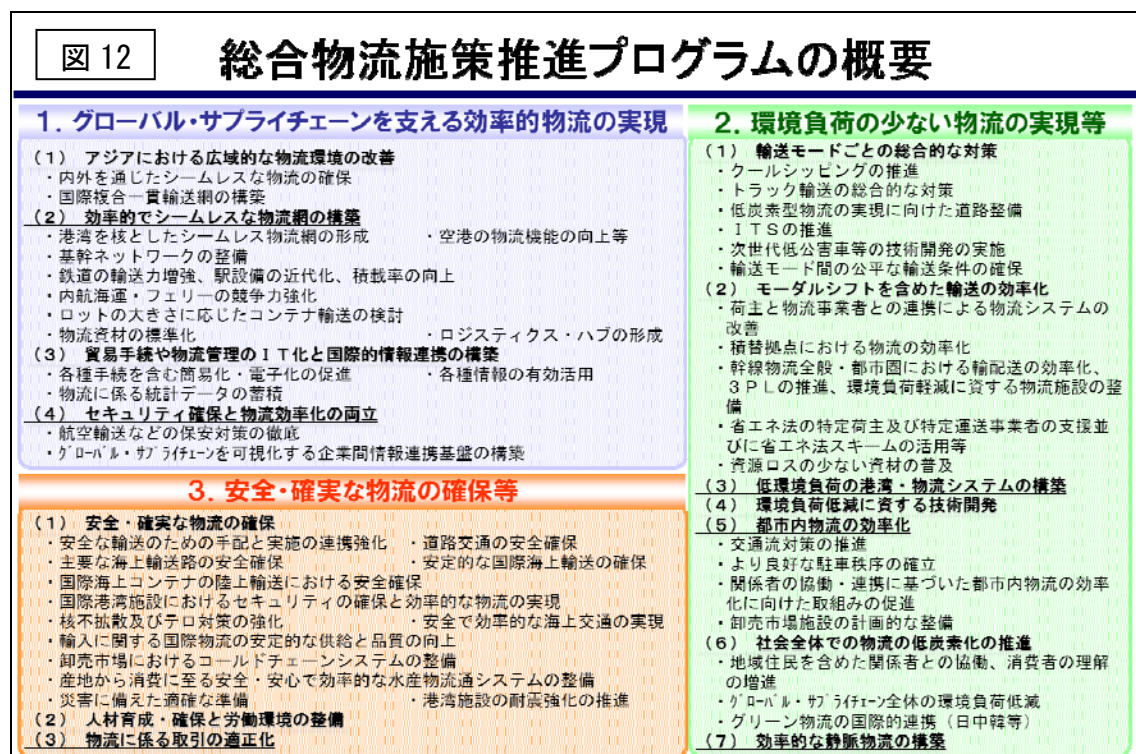 図12
総合物流施策推進プログラムの概要
1．グローバル・サプライチェーンを支える効率的物流の実現
（１） アジアにおける広域的な物流環境の改善
・内外を通じたシームレスな物流の確保
・国際複合一貫輸送網の構築
（２） 効率的でシームレスな物流網の構築
・港湾を核としたシームレス物流網の形成 ・空港の物流機能の向上等
・基幹ネットワークの整備
・鉄道の輸送力増強、駅設備の近代化、積載率の向上
・内航海運・フェリーの競争力強化
・ロットの大きさに応じたコンテナ輸送の検討
・物流資材の標準化 ・ロジスティクス・ハブの形成
（３） 貿易手続や物流管理のＩＴ化と国際的情報連携の構築
・各種手続を含む簡易化・電子化の促進 ・各種情報の有効活用
・物流に係る統計データの蓄積
（４） セキュリティ確保と物流効率化の両立
・航空輸送などの保安対策の徹底
・ｸﾞﾛｰﾊﾞﾙ・ｻﾌﾟﾗｲﾁｪｰﾝを可視化する企業間情報連携基盤の構築
3．安全・確実な物流の確保等
（１） 安全・確実な物流の確保
・安全な輸送のための手配と実施の連携強化 ・道路交通の安全確保
・主要な海上輸送路の安全確保 ・安定的な国際海上輸送の確保
・国際海上コンテナの陸上輸送における安全確保
・国際港湾施設におけるセキュリティの確保と効率的な物流の実現
・核不拡散及びテロ対策の強化 ・安全で効率的な海上交通の実現
・輸入に関する国際物流の安定的な供給と品質の向上
・卸売市場におけるコールドチェーンシステムの整備
・産地から消費に至る安全・安心で効率的な水産物流通システムの整備
・災害に備えた適確な準備 ・港湾施設の耐震強化の推進
（２） 人材育成・確保と労働環境の整備
（３） 物流に係る取引の適正化
2．環境負荷の少ない物流の実現等
（１） 輸送モードごとの総合的な対策
・クールシッピングの推進
・トラック輸送の総合的な対策
・低炭素型物流の実現に向けた道路整備
・ＩＴＳの推進
・次世代低公害車等の技術開発の実施
・輸送モード間の公平な輸送条件の確保
（２） モーダルシフトを含めた輸送の効率化
・荷主と物流事業者との連携による物流システムの
改善
・積替拠点における物流の効率化
・幹線物流全般・都市圏における輸配送の効率化、
３ＰＬの推進、環境負荷軽減に資する物流施設の整
備
・省エネ法の特定荷主及び特定運送事業者の支援並
びに省エネ法スキームの活用等
・資源ロスの少ない資材の普及
（３） 低環境負荷の港湾・物流システムの構築
（４） 環境負荷低減に資する技術開発
（５） 都市内物流の効率化
・交通流対策の推進
・より良好な駐車秩序の確立
・関係者の協働・連携に基づいた都市内物流の効率
化に向けた取組みの促進
・卸売市場施設の計画的な整備
（６） 社会全体での物流の低炭素化の推進
・地域住民を含めた関係者との協働、消費者の理解
の増進
・ｸﾞﾛｰﾊﾞﾙ・ｻﾌﾟﾗｲﾁｪｰﾝ全体の環境負荷低減
・グリーン物流の国際的連携（日中韓等）
（７） 効率的な静脈物流の構築